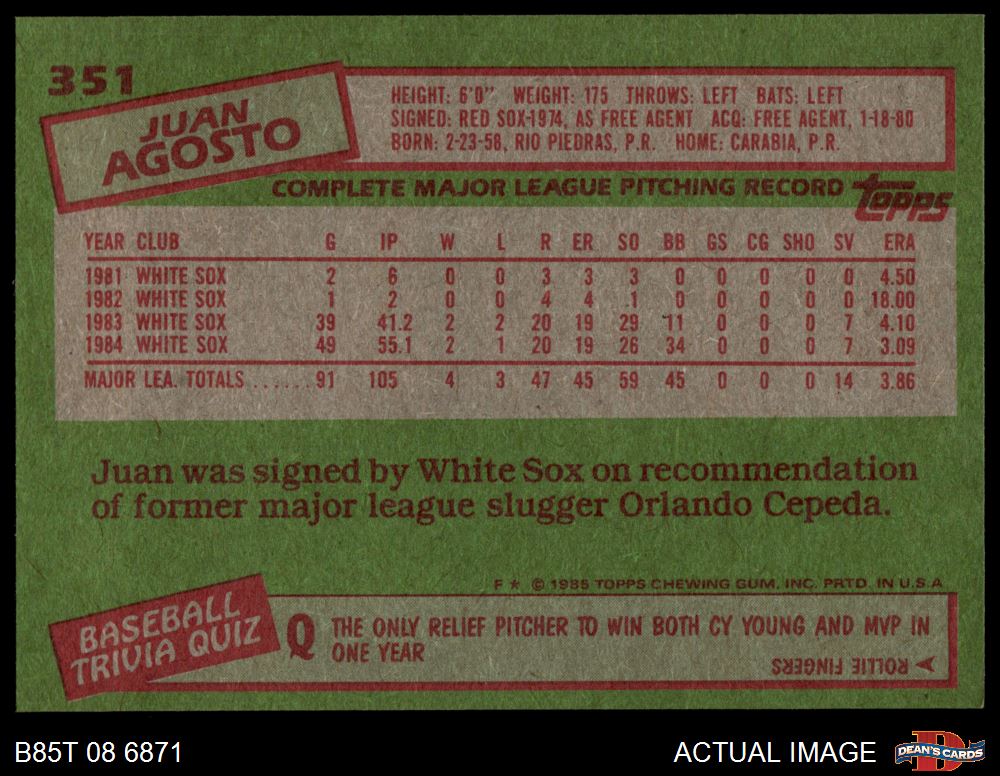 351
JUAN
AGOSTO
HEIGHT: 6'0" WEIGHT: 175 THROWS: LEFT BATS: LEFT
SIGNED: RED SOX-1974, AS FREE AGENT ACQ: FREE AGENT, 1-18-80
BORN: 2-23-58, RIO PIEDRAS, P.R. HOME: CARABIA, P.R.
COMPLETE MAJOR LEAGUE PITCHING RECORD
Topps
YEAR CLUB G IP W L R ER SO BB GS CG SHO SV ERA
1981 WHITE SOX 2 6 0 0 3 3 3 0 0 0 0 0 4.50
1982 WHITE SOX 1 2 0 0 4 4 1 0 0 0 0 0 18.00
1983 WHITE SOX 39 41.2 2 2 20 19 29 11 0 0 0 7 4.10
1984 WHITE SOX 49 55.1 2 1 20 19 26 34 0 0 0 7 3.09
MAJOR LEA. TOTALS ...... 91 105 4 3 47 45 59 45 0 0 0 14 3.86
Juan was signed by White Sox on recommendation
of former major league slugger Orlando Cepeda.
F * © 1985 TOPPS CHEWING GUM, INC. PRTD. IN U.S.A
BASEBALL
TRIVIA QUIZ
Q THE ONLY RELIEF PITCHER TO WIN BOTH CY YOUNG AND MVP IN
ONE YEAR
A ROLLIE FINGERS
B85T 08 6871
ACTUAL IMAGE
D
DEAN'S CARDS